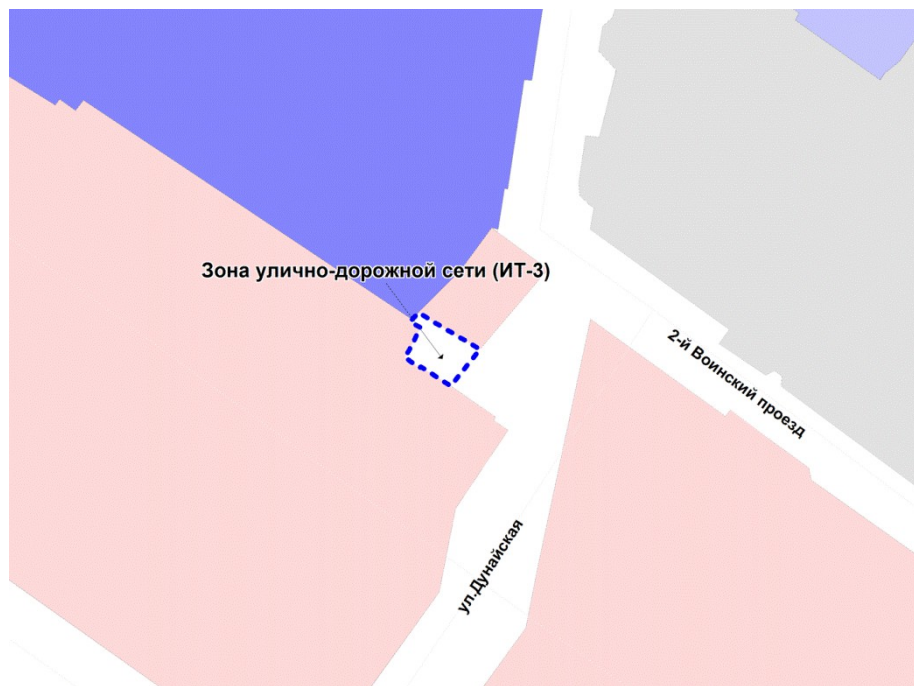 Зона улично-дорожной сети (ИТ-3)
2-й Воинский проезд
ул.Дунайская